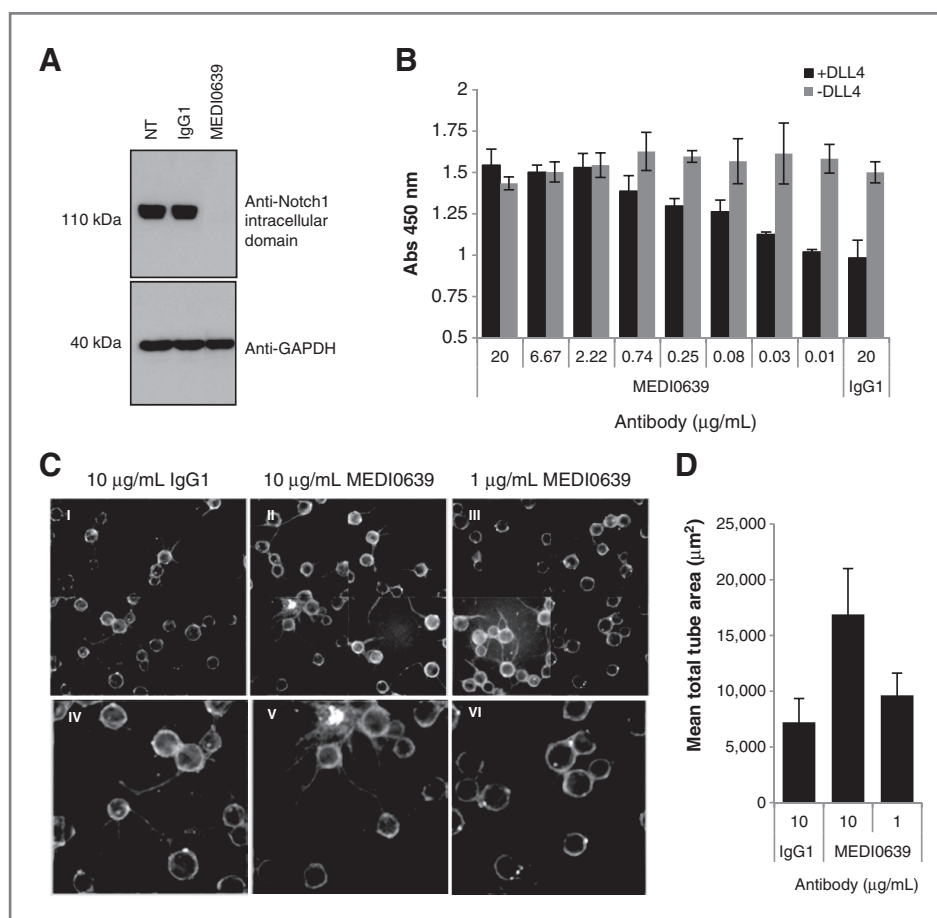 A
NT
IgG1
MEDI0639
110 kDa
Anti-Notch1
intracellular
domain
40 kDa
Anti-GAPDH
B
+DLL4
-DLL4
Abs 450 nm
2
1.75
1.5
1.25
1
0.75
0.5
20 6.67 2.22 0.74 0.25 0.08 0.03 0.01 20
MEDI0639 IgG1
Antibody (μg/mL)
C
10 μg/mL IgG1 10 μg/mL MEDI0639 1 μg/mL MEDI0639
I II III
IV V VI
D
Mean total tube area (μm²)
25,000
20,000
15,000
10,000
5,000
0
10 10 1
IgG1 MEDI0639
Antibody (μg/mL)